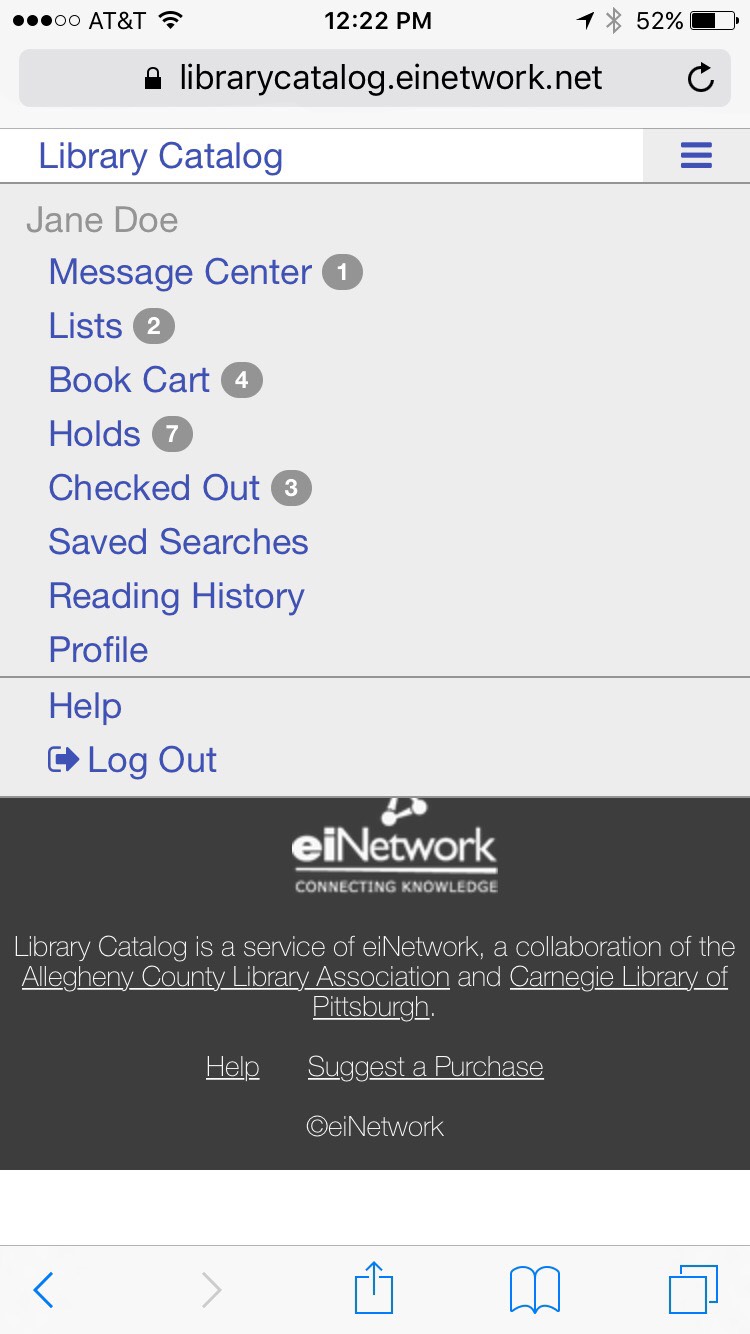 AT&T 12:22 PM 52%
librarycatalog.einetwork.net
Library Catalog
Jane Doe
Message Center 1
Lists 2
Book Cart 4
Holds 7
Checked Out 3
Saved Searches
Reading History
Profile
Help
Log Out
eiNetwork
CONNECTING KNOWLEDGE
Library Catalog is a service of eiNetwork, a collaboration of the
Allegheny County Library Association and Carnegie Library of
Pittsburgh.
Help Suggest a Purchase
©eiNetwork